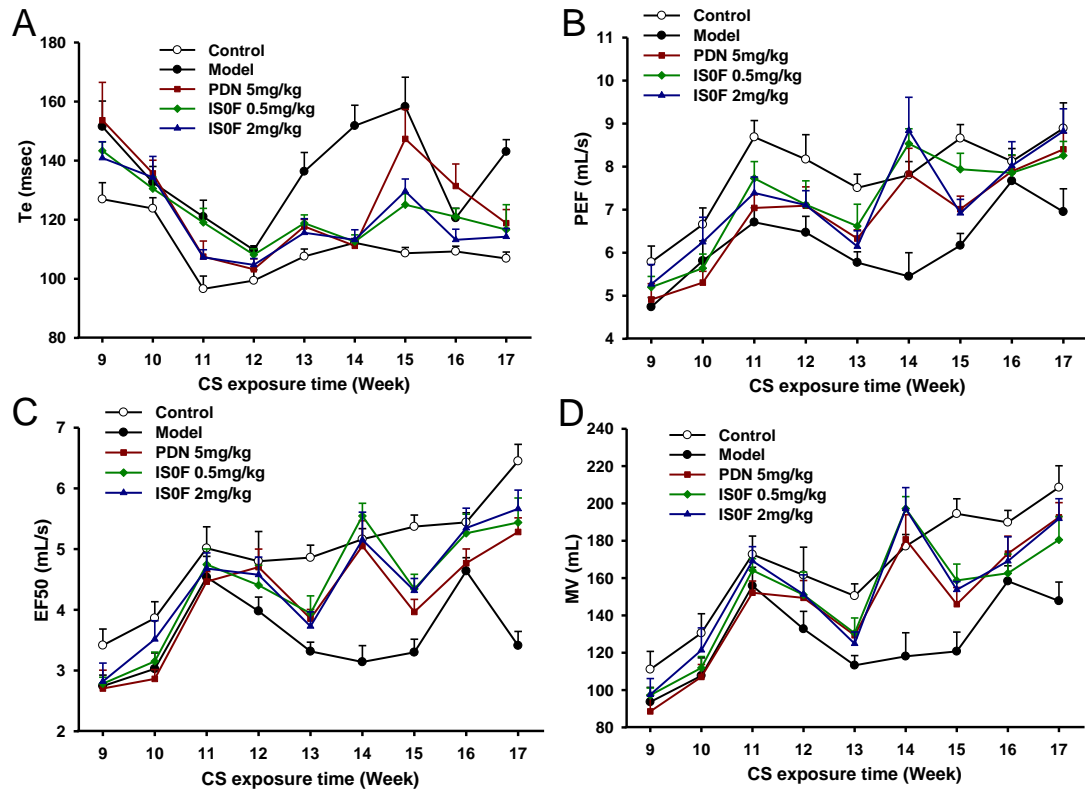 A
Control
Model
PDN 5mg/kg
IS0F 0.5mg/kg
IS0F 2mg/kg
Te (msec)
180
160
140
120
100
80
9 10 11 12 13 14 15 16 17
CS exposure time (Week)
B
Control
Model
PDN 5mg/kg
IS0F 0.5mg/kg
IS0F 2mg/kg
PEF (mL/s)
11
10
9
8
7
6
5
4
9 10 11 12 13 14 15 16 17
CS exposure time (Week)
C
Control
Model
PDN 5mg/kg
IS0F 0.5mg/kg
IS0F 2mg/kg
EF50 (mL/s)
7
6
5
4
3
2
9 10 11 12 13 14 15 16 17
CS exposure time (Week)
D
Control
Model
PDN 5mg/kg
IS0F 0.5mg/kg
IS0F 2mg/kg
MV (mL)
240
220
200
180
160
140
120
100
80
9 10 11 12 13 14 15 16 17
CS exposure time (Week)